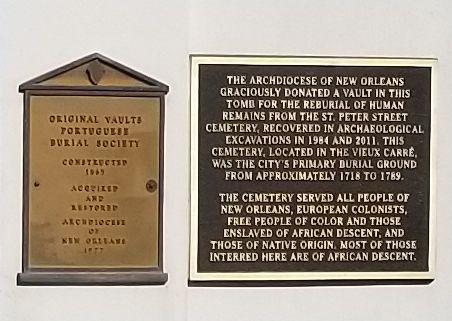 ORIGINAL VAULTS
PORTUGUESE
BURIAL SOCIETY
CONSTRUCTED
ACQUIRED
AND
RESTORED
ARCHDIOCESE
OF
NEW ORLEANS
1977
THE ARCHDIOCESE OF NEW ORLEANS
GRACIOUSLY DONATED A VAULT IN THIS
TOMB FOR THE REBURIAL OF HUMAN
REMAINS FROM THE ST. PETER STREET
CEMETERY, RECOVERED IN ARCHAEOLOGICAL
EXCAVATIONS IN 1984 AND 2011. THIS
CEMETERY, LOCATED IN THE VIEUX CARRÉ,
WAS THE CITY'S PRIMARY BURIAL GROUND
FROM APPROXIMATELY 1718 TO 1789.
THE CEMETERY SERVED ALL PEOPLE OF
NEW ORLEANS, EUROPEAN COLONISTS,
FREE PEOPLE OF COLOR AND THOSE
ENSLAVED OF AFRICAN DESCENT, AND
THOSE OF NATIVE ORIGIN. MOST OF THOSE
INTERRED HERE ARE OF AFRICAN DESCENT.